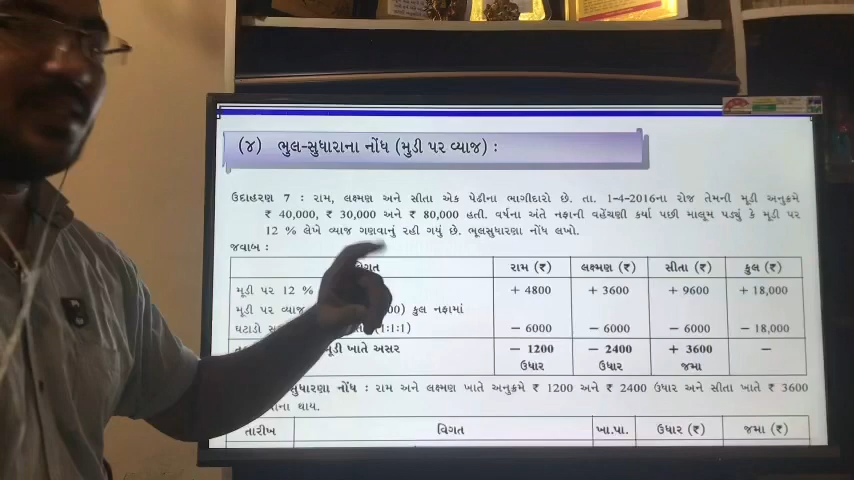 (૪) ભુલ-સુધારાના નોંધ (મુડી પર વ્યાજ) :
ઉદાહરણ 7 : રામ, લક્ષ્મણ અને સીતા એક પેઢીના ભાગીદારો છે. તા. 1-4-2016ના રોજ તેમની મૂડી અનુક્રમે
₹ 40,000, ₹ 30,000 અને ₹ 80,000 હતી. વર્ષના અંતે નફાની વહેંચણી કર્યા પછી માલૂમ પડ્યું કે મૂડી પર
12 % લેખે વ્યાજ ગણવાનું રહી ગયું છે. ભૂલસુધારણા નોંધ લખો.
જવાબ :
વિગત રામ (₹) લક્ષ્મણ (₹) સીતા (₹) કુલ (₹)
મૂડી પર 12 % + 4800 + 3600 + 9600 + 18,000
મૂડી પર વ્યાજ કુલ નફામાં
ઘટાડો (1:1:1) – 6000 – 6000 – 6000 – 18,000
મૂડી ખાતે અસર – 1200 – 2400 + 3600 –
ઉધાર ઉધાર જમા
સુધારણા નોંધ : રામ અને લક્ષ્મણ ખાતે અનુક્રમે ₹ 1200 અને ₹ 2400 ઉધાર અને સીતા ખાતે ₹ 3600
થાય.
તારીખ વિગત ખા.પા. ઉધાર (₹) જમા (₹)